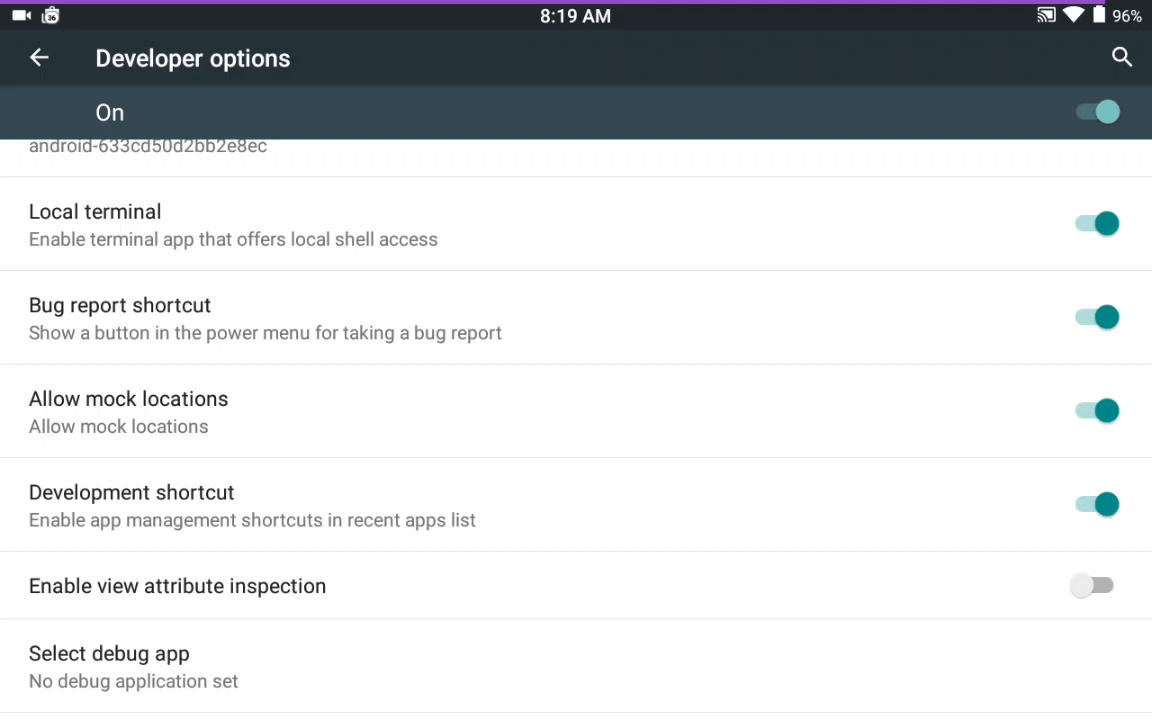 36
8:19 AM
96%
Developer options
On
android-633cd50d2bb2e8ec
Local terminal
Enable terminal app that offers local shell access
Bug report shortcut
Show a button in the power menu for taking a bug report
Allow mock locations
Allow mock locations
Development shortcut
Enable app management shortcuts in recent apps list
Enable view attribute inspection
Select debug app
No debug application set